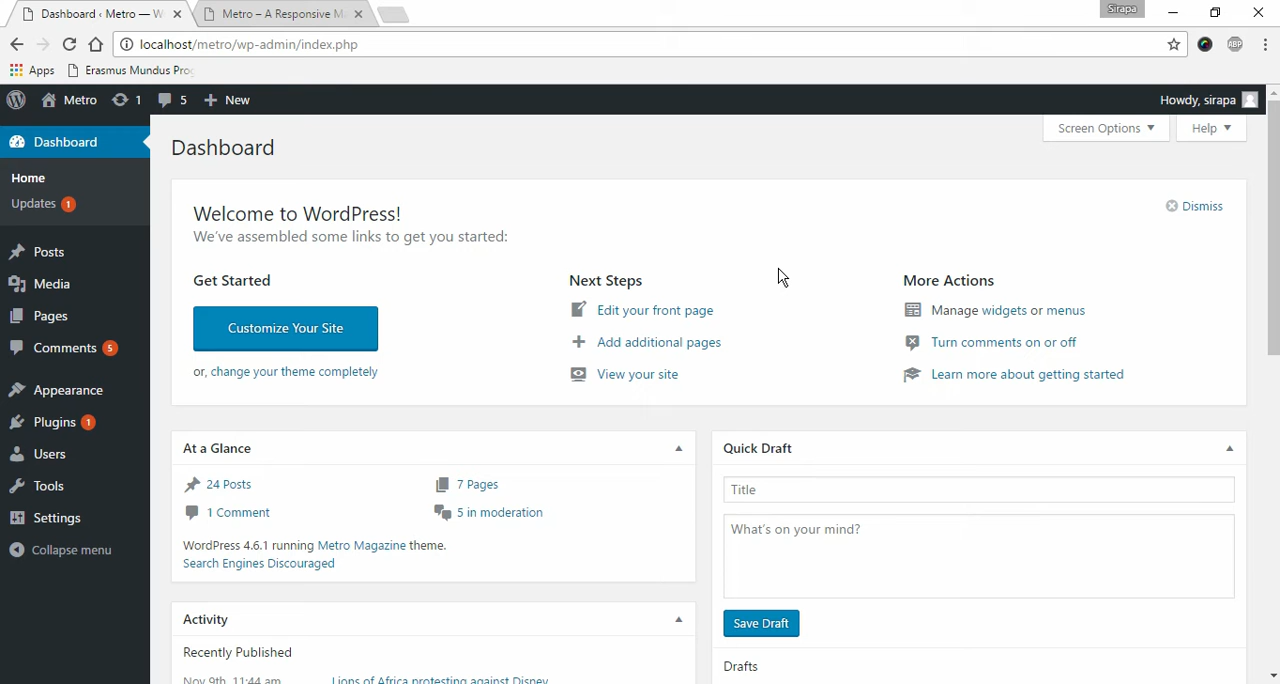 Dashboard ‹ Metro — W
Metro – A Responsive M
Sirapa
localhost/metro/wp-admin/index.php
ABP
Apps
Erasmus Mundus Pro
Metro
1
5
New
Howdy, sirapa
Dashboard
Home
Updates 1
Posts
Media
Pages
Comments 5
Appearance
Plugins 1
Users
Tools
Settings
Collapse menu
Screen Options
Help
Dashboard
Welcome to WordPress!
Dismiss
We've assembled some links to get you started:
Get Started
Customize Your Site
or, change your theme completely
Next Steps
Edit your front page
Add additional pages
View your site
More Actions
Manage widgets or menus
Turn comments on or off
Learn more about getting started
At a Glance
24 Posts
7 Pages
1 Comment
5 in moderation
WordPress 4.6.1 running Metro Magazine theme.
Search Engines Discouraged
Activity
Recently Published
Nov 9th, 11:44 am
Lions of Africa protesting against Disney
Quick Draft
Title
What's on your mind?
Save Draft
Drafts